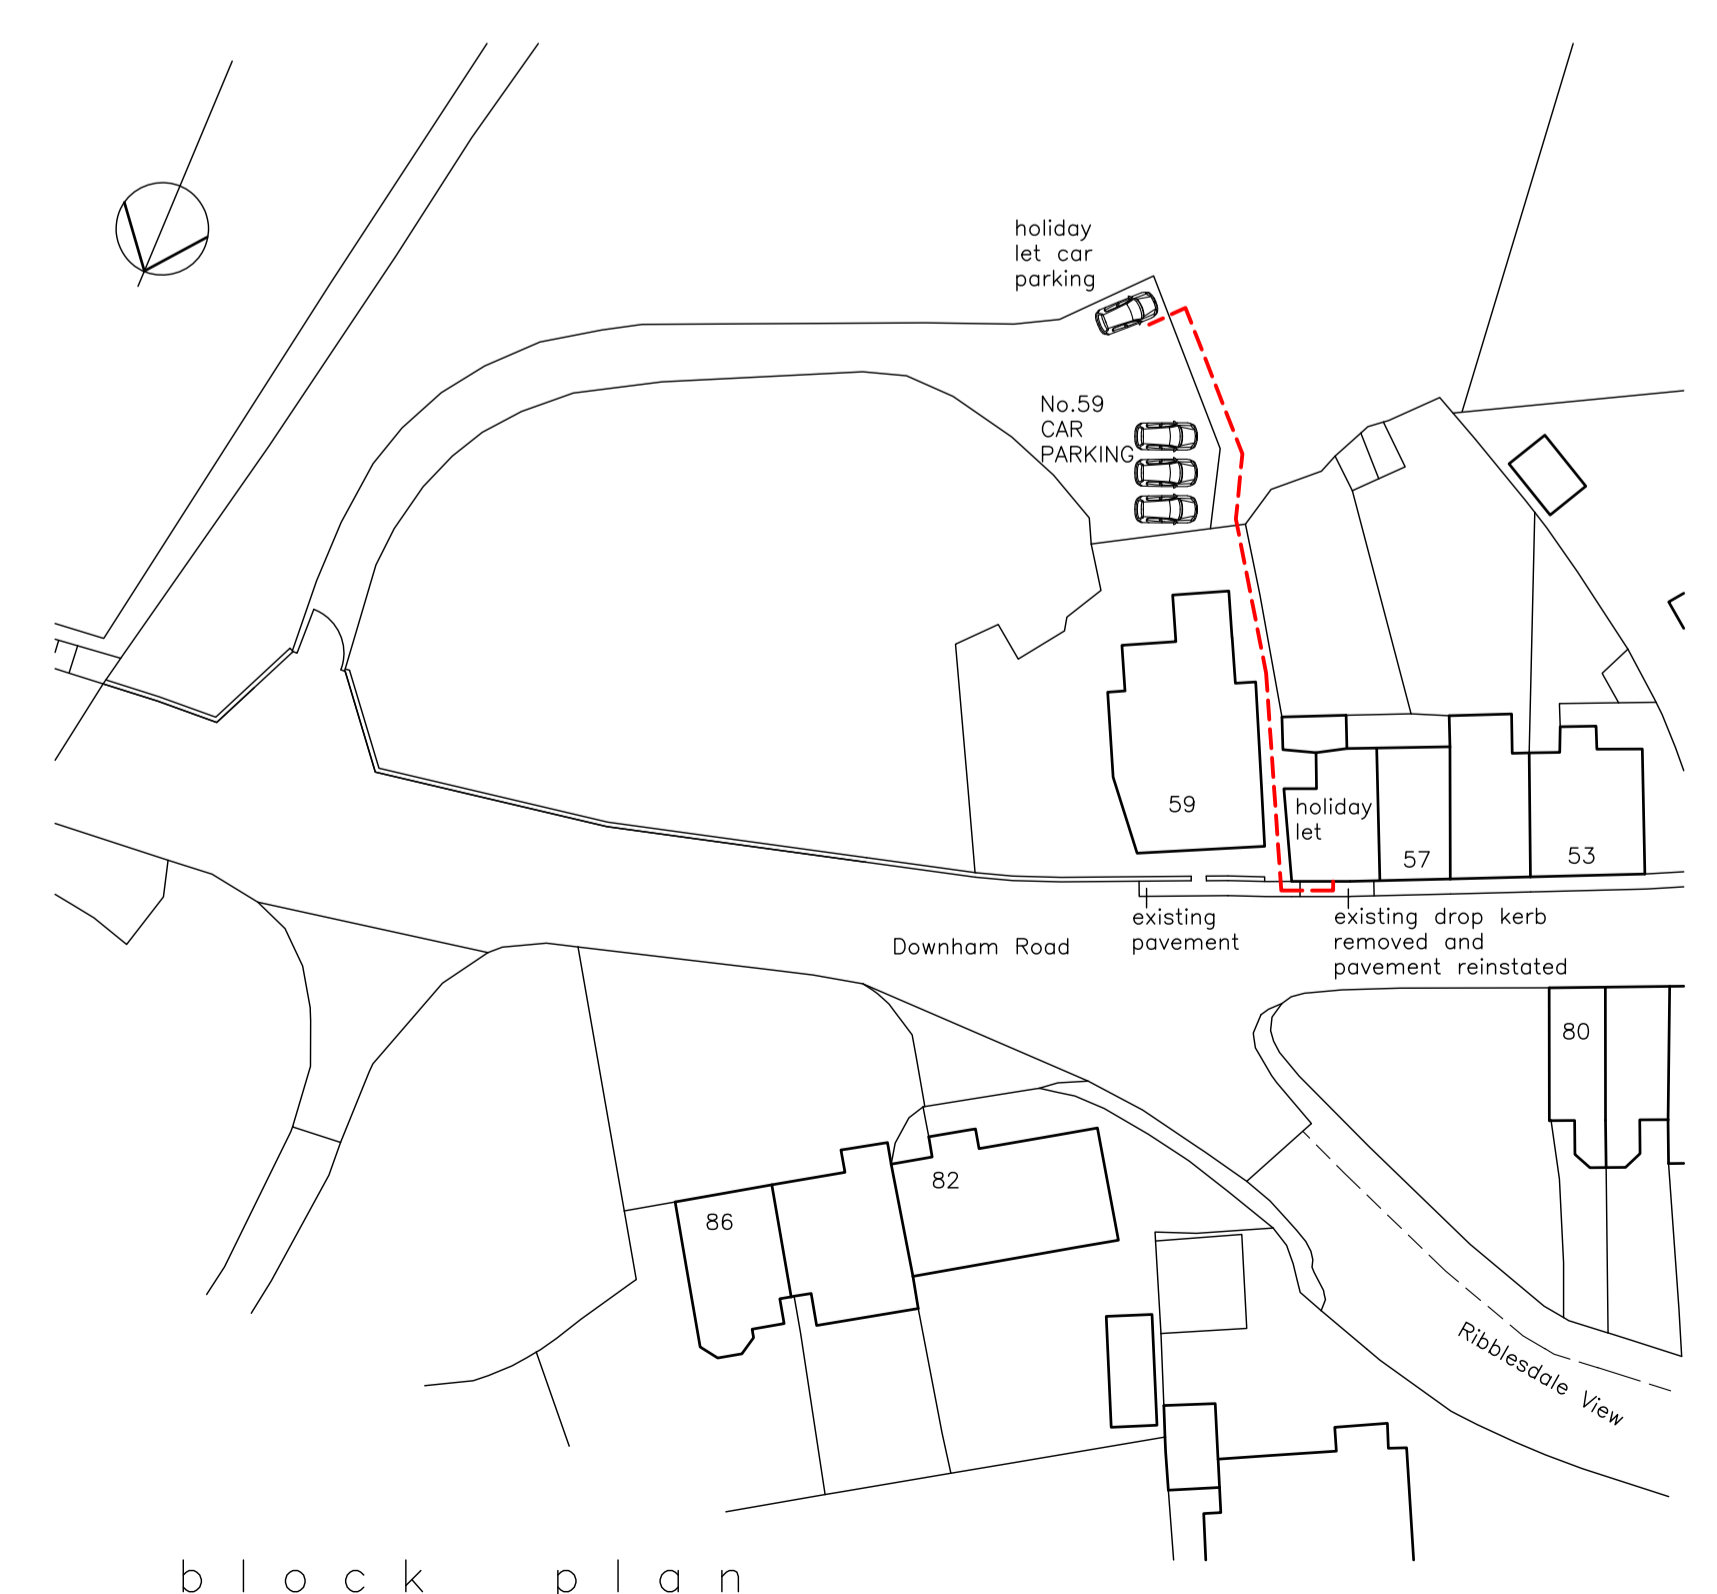 holiday
let car
parking
No.59
CAR
PARKING
59
holiday
let
57
53
existing
pavement
existing drop kerb
removed and
pavement reinstated
Downham Road
80
82
86
Ribblesdale View
block plan